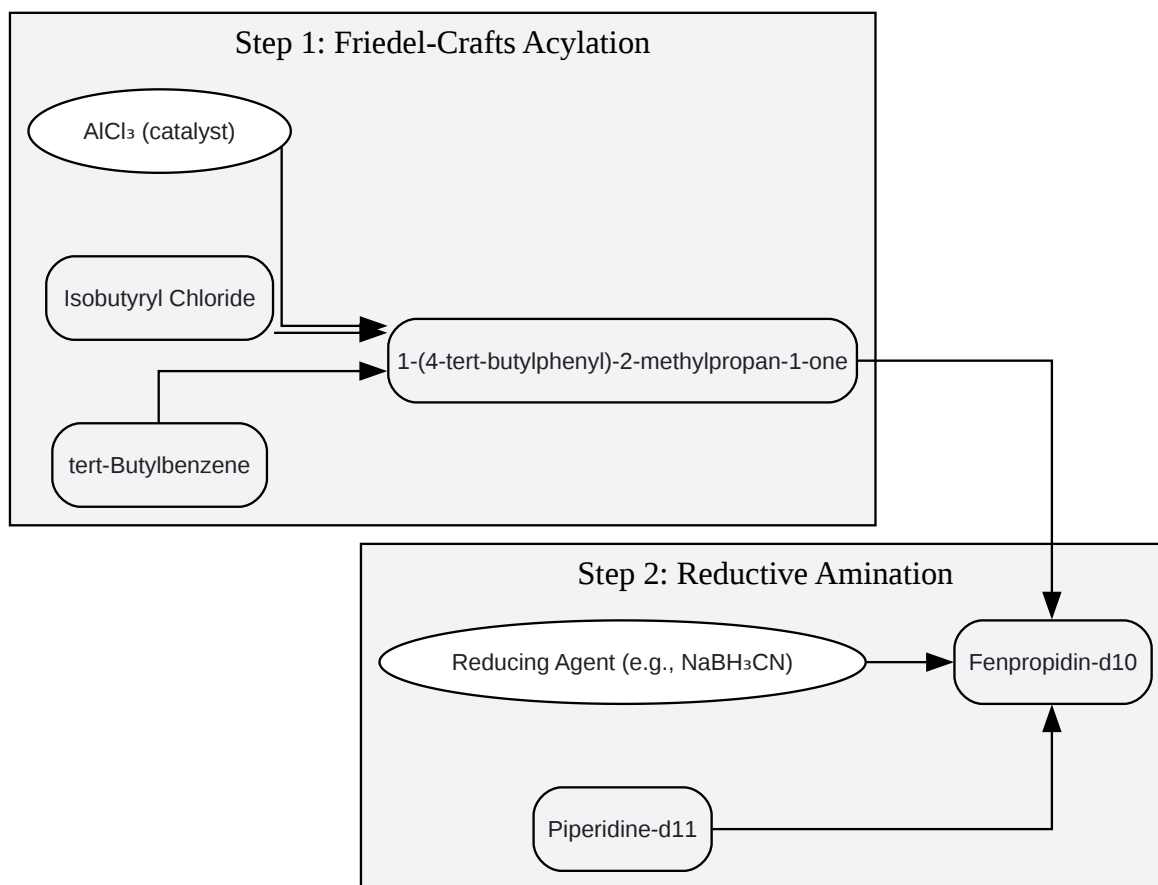 Step 1: Friedel-Crafts Acylation
AlCl₃ (catalyst)
Isobutyryl Chloride
1-(4-tert-butylphenyl)-2-methylpropan-1-one
tert-Butylbenzene
Step 2: Reductive Amination
Reducing Agent (e.g., NaBH₃CN)
Fenpropidin-d10
Piperidine-d11